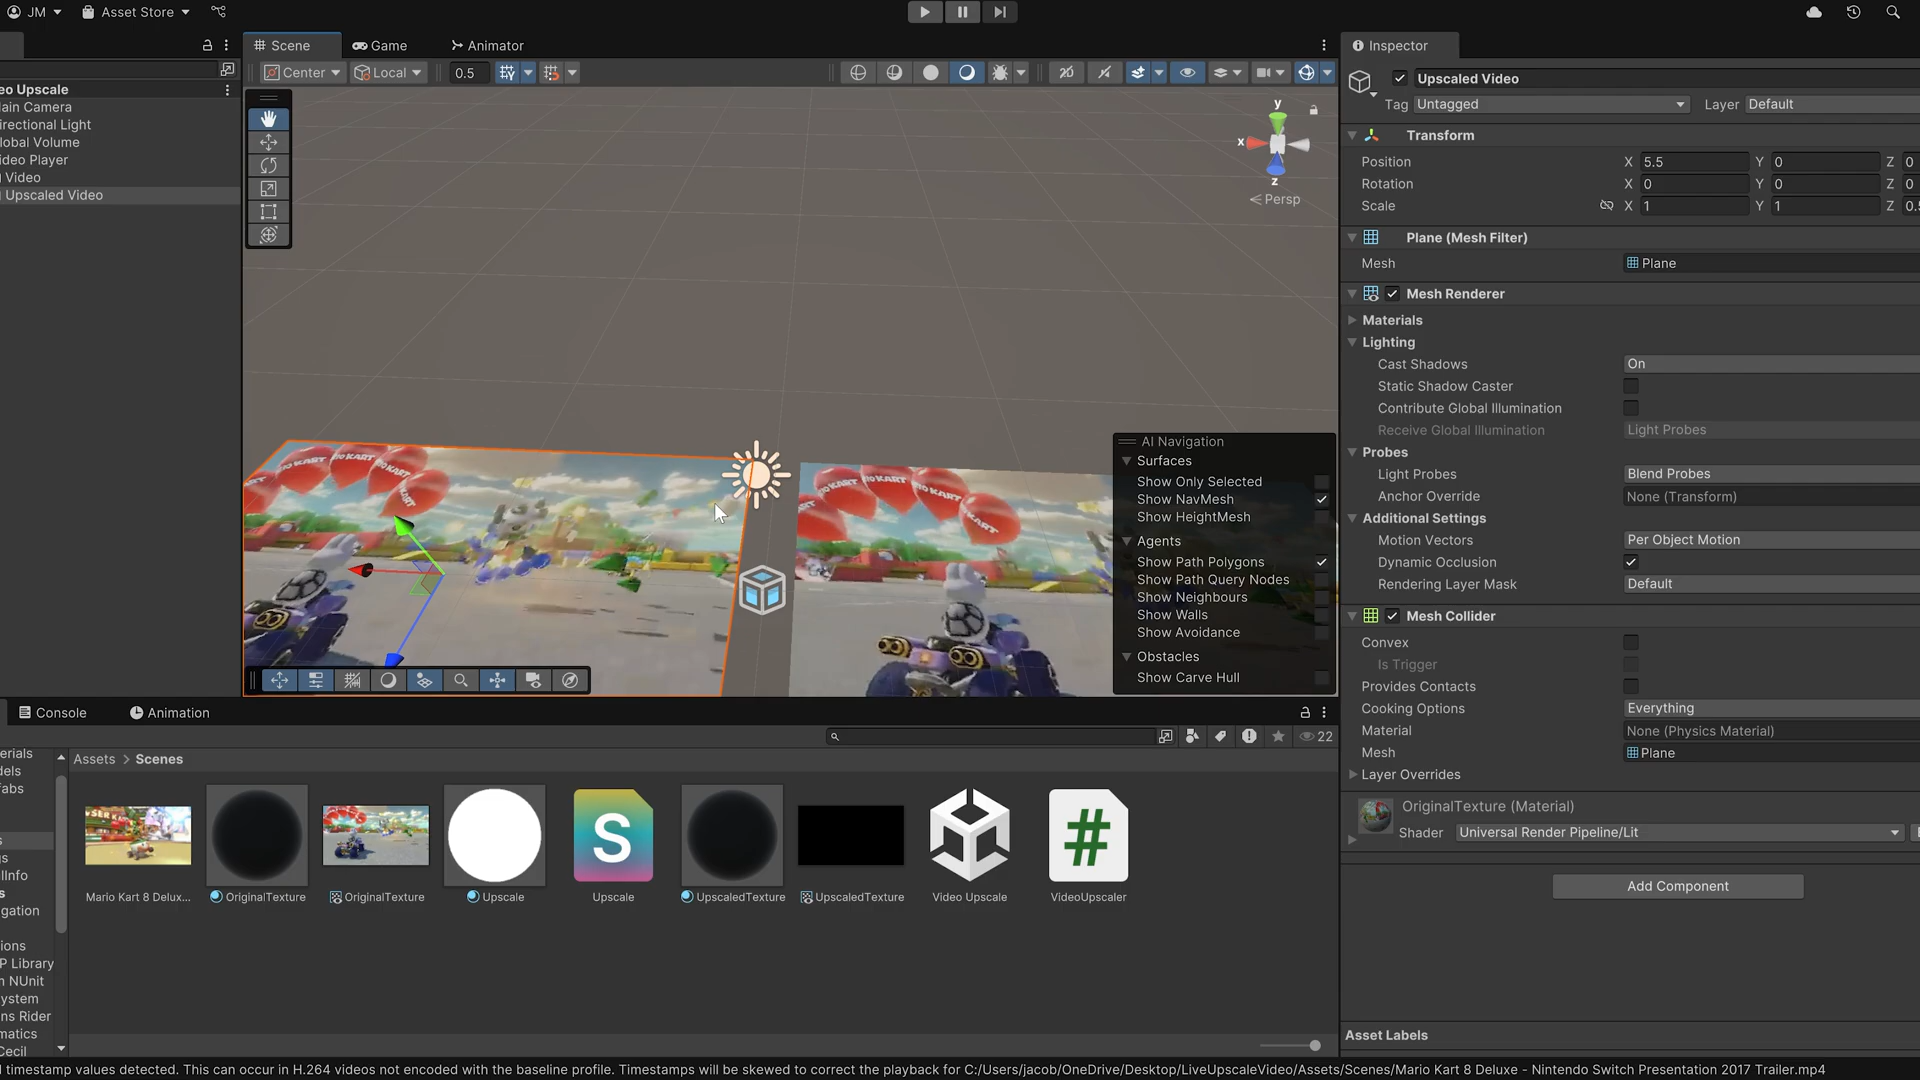 JM
Asset Store
Scene
Game
Animator
Center
Local
0.5
2D
eo Upscale
ain Camera
irectional Light
lobal Volume
ideo Player
Video
Upscaled Video
y
x
z
Persp
KART
RIO KART
RIO KART
KART
AI Navigation
Surfaces
Show Only Selected
Show NavMesh
Show HeightMesh
Agents
Show Path Polygons
Show Path Query Nodes
Show Neighbours
Show Walls
Show Avoidance
Obstacles
Show Carve Hull
Inspector
Upscaled Video
Tag Untagged Layer Default
Transform
Position X 5.5 Y 0 Z 0
Rotation X 0 Y 0 Z 0
Scale X 1 Y 1 Z 0.
Plane (Mesh Filter)
Mesh Plane
Mesh Renderer
Materials
Lighting
Cast Shadows On
Static Shadow Caster
Contribute Global Illumination
Receive Global Illumination Light Probes
Probes
Light Probes Blend Probes
Anchor Override None (Transform)
Additional Settings
Motion Vectors Per Object Motion
Dynamic Occlusion
Rendering Layer Mask Default
Mesh Collider
Convex
Is Trigger
Provides Contacts
Cooking Options Everything
Material None (Physics Material)
Mesh Plane
Layer Overrides
OriginalTexture (Material)
Shader Universal Render Pipeline/Lit
Add Component
Asset Labels
Console
Animation
22
erials
dels
fabs
s
gs
lInfo
s
gation
ions
P Library
m NUnit
ystem
ns Rider
matics
Cecil
Assets > Scenes
Mario Kart 8 Delux...
OriginalTexture
OriginalTexture
Upscale
S
Upscale
UpscaledTexture
UpscaledTexture
Video Upscale
#
VideoUpscaler
l timestamp values detected. This can occur in H.264 videos not encoded with the baseline profile. Timestamps will be skewed to correct the playback for C:/Users/jacob/OneDrive/Desktop/LiveUpscaleVideo/Assets/Scenes/Mario Kart 8 Deluxe - Nintendo Switch Presentation 2017 Trailer.mp4